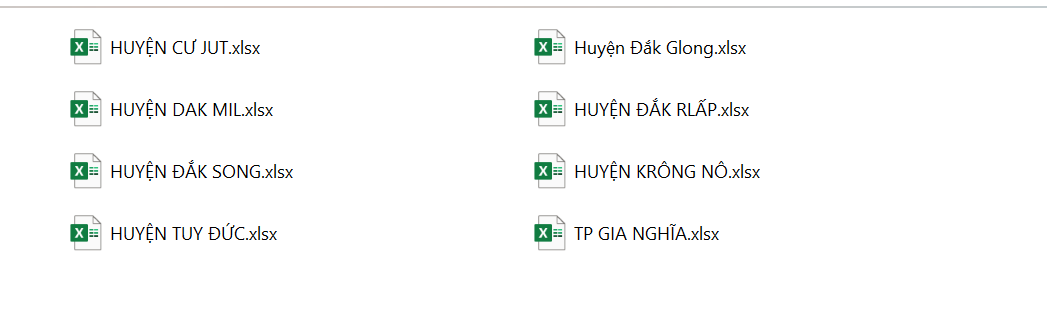 HUYỆN CƯ JUT.xlsx
Huyện Đắk Glong.xlsx
HUYỆN DAK MIL.xlsx
HUYỆN ĐẮK RLẤP.xlsx
HUYỆN ĐẮK SONG.xlsx
HUYỆN KRÔNG NÔ.xlsx
HUYỆN TUY ĐỨC.xlsx
TP GIA NGHĨA.xlsx